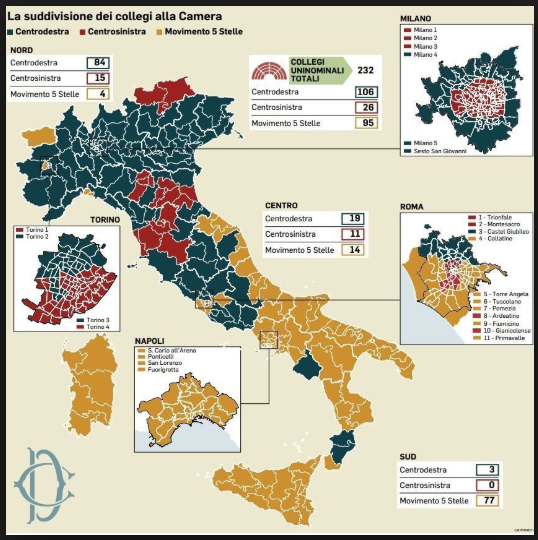 La suddivisione dei collegi alla Camera
Centrodestra Centrosinistra Movimento 5 Stelle
NORD
Centrodestra 84
Centrosinistra 15
Movimento 5 Stelle 4
COLLEGI
UNINOMINALI
TOTALI
232
Centrodestra 106
Centrosinistra 26
Movimento 5 Stelle 95
MILANO
Milano 1
Milano 2
Milano 3
Milano 4
Milano 5
Sesto San Giovanni
TORINO
Torino 1
Torino 2
Torino 3
Torino 4
CENTRO
Centrodestra 19
Centrosinistra 11
Movimento 5 Stelle 14
ROMA
1 - Trionfale
2 - Montesacro
3 - Castel Giubileo
4 - Collatino
5 - Torre Angela
6 - Tuscolano
7 - Pomezia
8 - Ardeatino
9 - Fiumicino
10 - Gianicolense
11 - Primavalle
NAPOLI
S. Carlo all'Arena
Ponticelli
San Lorenzo
Fuorigrotta
SUD
Centrodestra 3
Centrosinistra 0
Movimento 5 Stelle 77